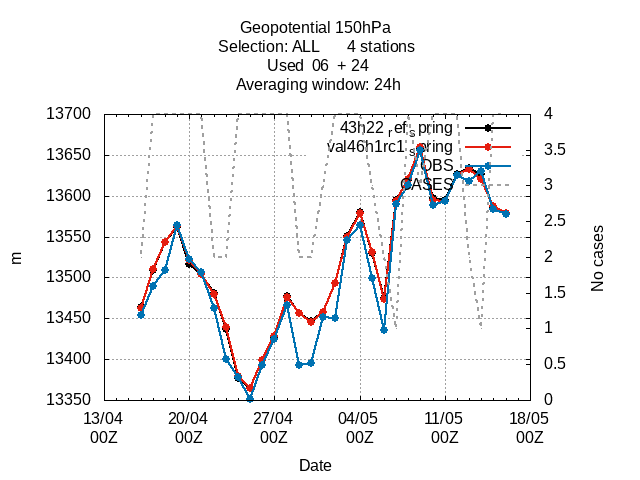 Geopotential 150hPa
Selection: ALL 4 stations
Used 06 + 24
Averaging window: 24h
43h22_ref_spring
val46h1rc1_spring
OBS
CASES
13700
13650
13600
13550
13500
13450
13400
13350
4
3.5
3
2.5
2
1.5
1
0.5
0
m
No cases
13/04 20/04 27/04 04/05 11/05 18/05
00Z 00Z 00Z 00Z 00Z 00Z
Date